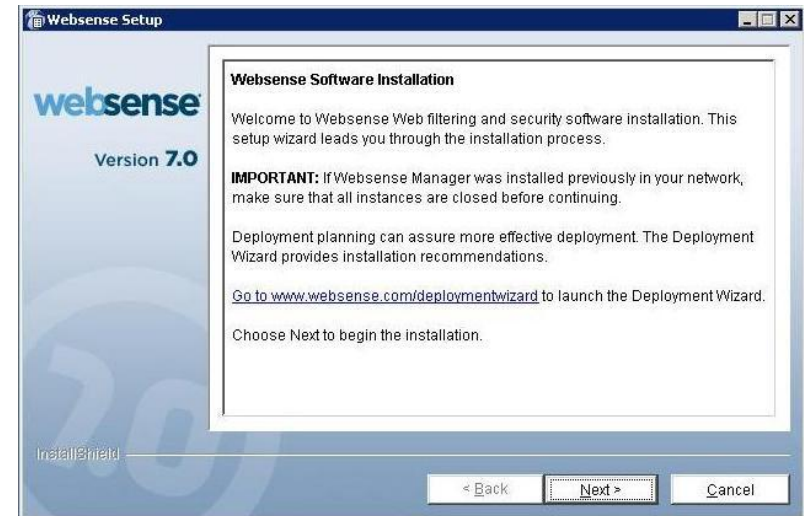 Websense Setup
websense
Version 7.0
Websense Software Installation
Welcome to Websense Web filtering and security software installation. This
setup wizard leads you through the installation process.
IMPORTANT: If Websense Manager was installed previously in your network,
make sure that all instances are closed before continuing.
Deployment planning can assure more effective deployment. The Deployment
Wizard provides installation recommendations.
Go to www.websense.com/deploymentwizard to launch the Deployment Wizard.
Choose Next to begin the installation.
7.0
InstallShield
< Back
Next >
Cancel